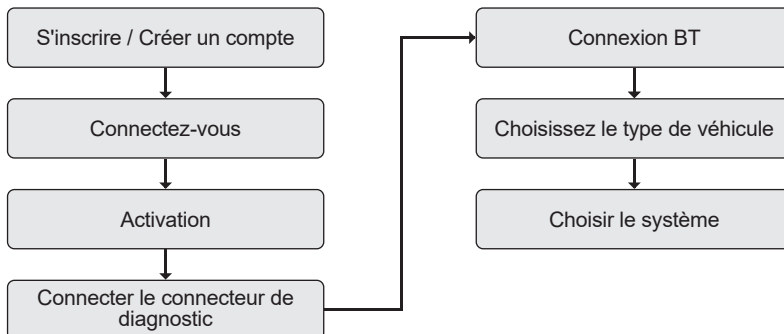 S'inscrire / Créer un compte
Connectez-vous
Activation
Connecter le connecteur de
diagnostic
Connexion BT
Choisissez le type de véhicule
Choisir le système